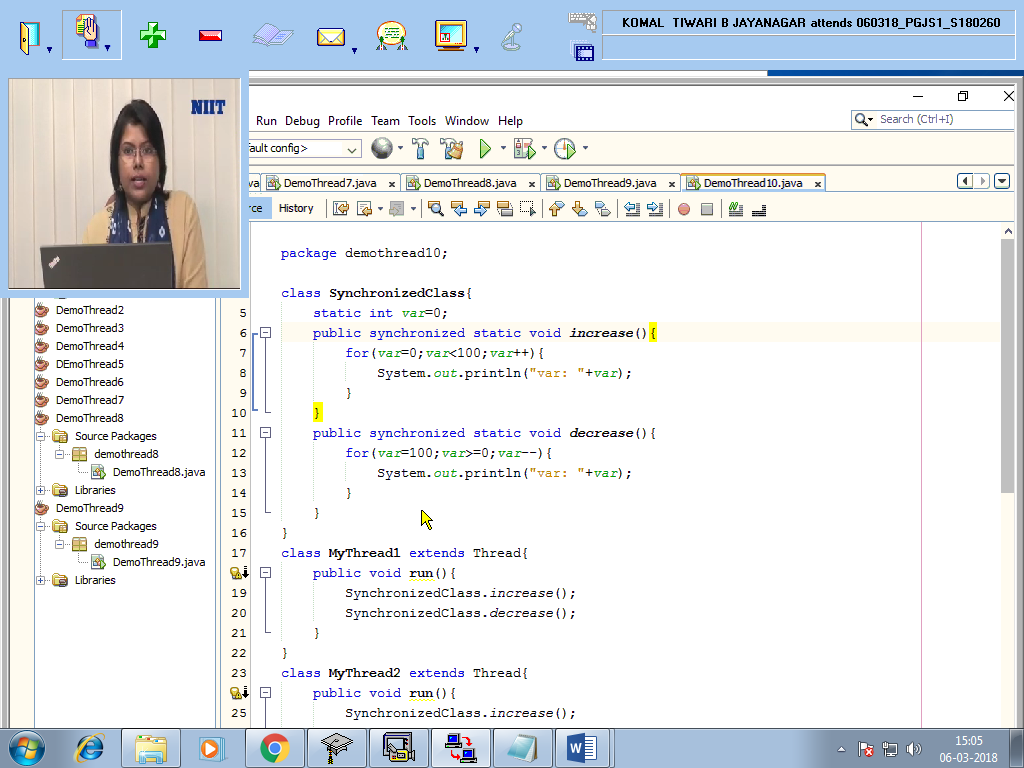 KOMAL TIWARI B JAYANAGAR attends 060318_PGJS1_S180260
NIIT
Run Debug Profile Team Tools Window Help
Search (Ctrl+I)
fault config>
DemoThread7.java x DemoThread8.java x DemoThread9.java x DemoThread10.java x
rce History
DemoThread2
DemoThread3
DemoThread4
DEmoThread5
DemoThread6
DemoThread7
DemoThread8
Source Packages
demothread8
DemoThread8.java
Libraries
DemoThread9
Source Packages
demothread9
DemoThread9.java
Libraries
package demothread10;
class SynchronizedClass{
5 static int var=0;
6 public synchronized static void increase(){
7 for(var=0;var<100;var++){
8 System.out.println("var: "+var);
9 }
10 }
11 public synchronized static void decrease(){
12 for(var=100;var>=0;var--){
13 System.out.println("var: "+var);
14 }
15 }
16 }
17 class MyThread1 extends Thread{
public void run(){
19 SynchronizedClass.increase();
20 SynchronizedClass.decrease();
21 }
22 }
23 class MyThread2 extends Thread{
public void run(){
25 SynchronizedClass.increase();
15:05
06-03-2018